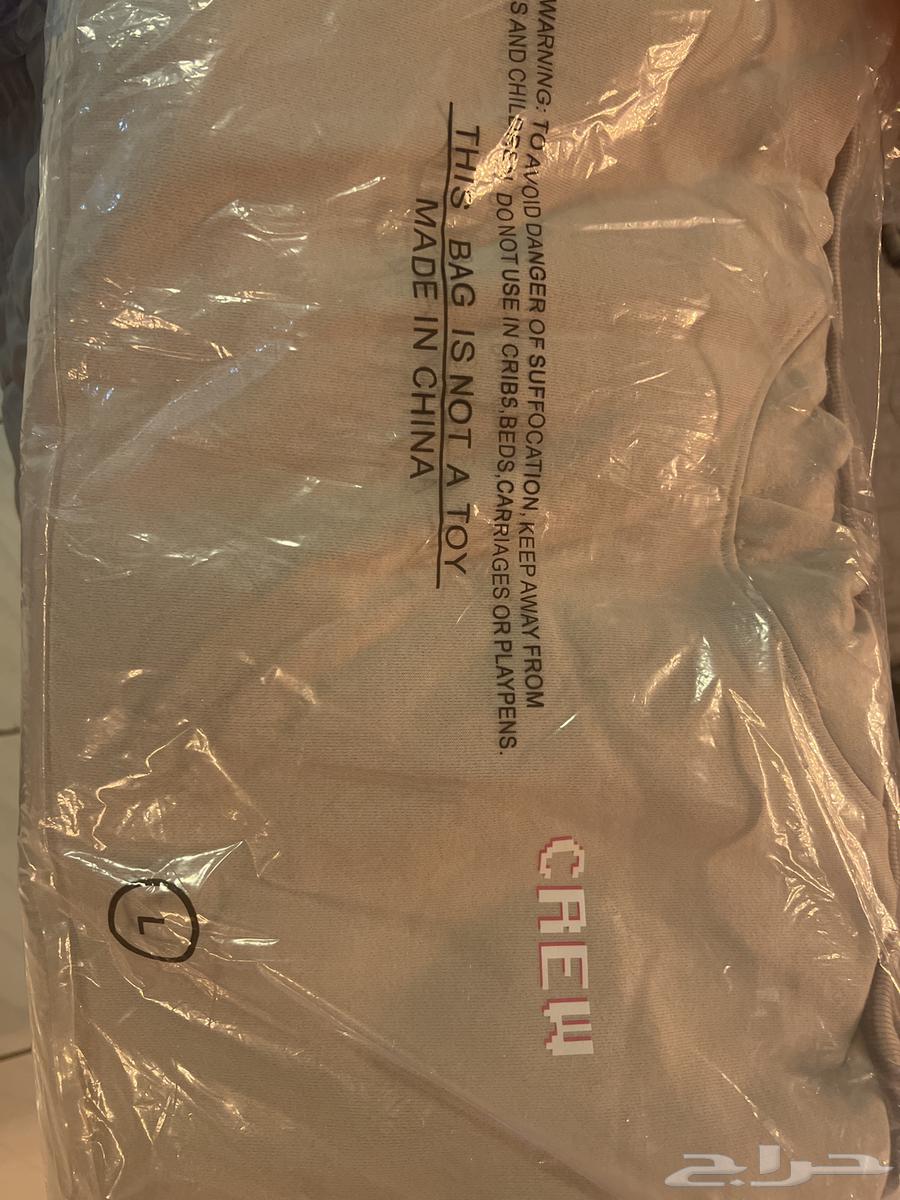 WARNING: TO AVOID DANGER OF SUFFOCATION, KEEP AWAY FROM
S AND CHILDREN. DO NOT USE IN CRIBS,BEDS,CARRIAGES OR PLAYPENS.
THIS BAG IS NOT A TOY
MADE IN CHINA
CREW
L
حراج